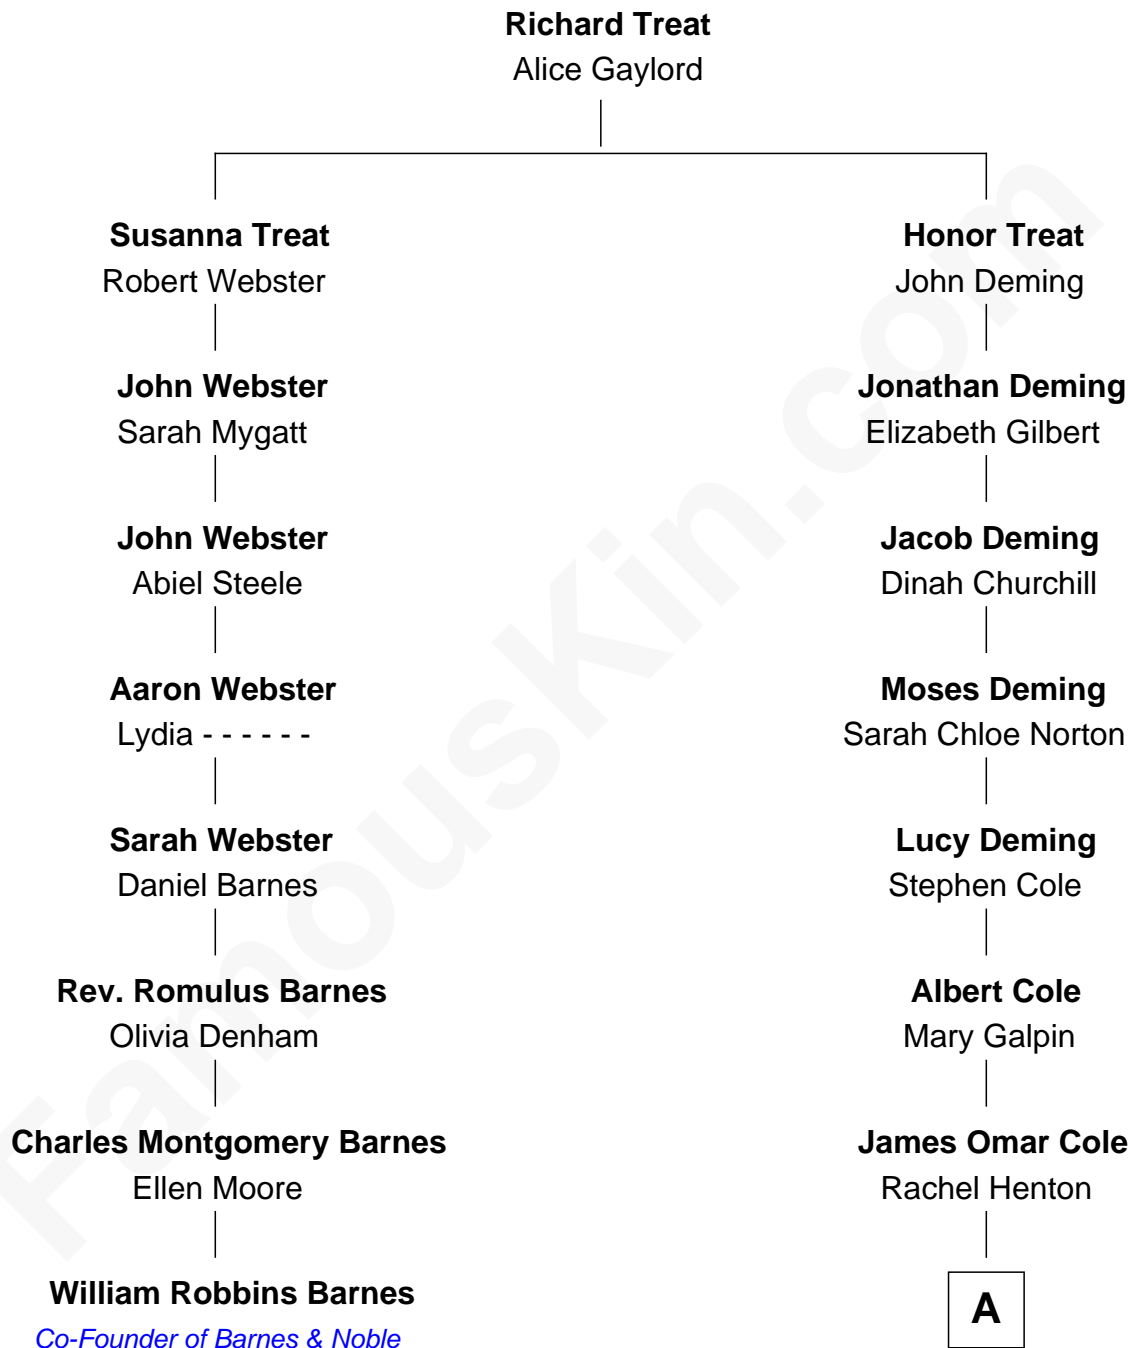 Richard Treat
Alice Gaylord
Susanna Treat
Robert Webster
Honor Treat
John Deming
John Webster
Sarah Mygatt
Jonathan Deming
Elizabeth Gilbert
John Webster
Abiel Steele
Jacob Deming
Dinah Churchill
Aaron Webster
Lydia - - - - - -
Moses Deming
Sarah Chloe Norton
Sarah Webster
Daniel Barnes
Lucy Deming
Stephen Cole
Rev. Romulus Barnes
Olivia Denham
Albert Cole
Mary Galpin
Charles Montgomery Barnes
Ellen Moore
James Omar Cole
Rachel Henton
William Robbins Barnes
Co-Founder of Barnes & Noble
A
FamousKin.com